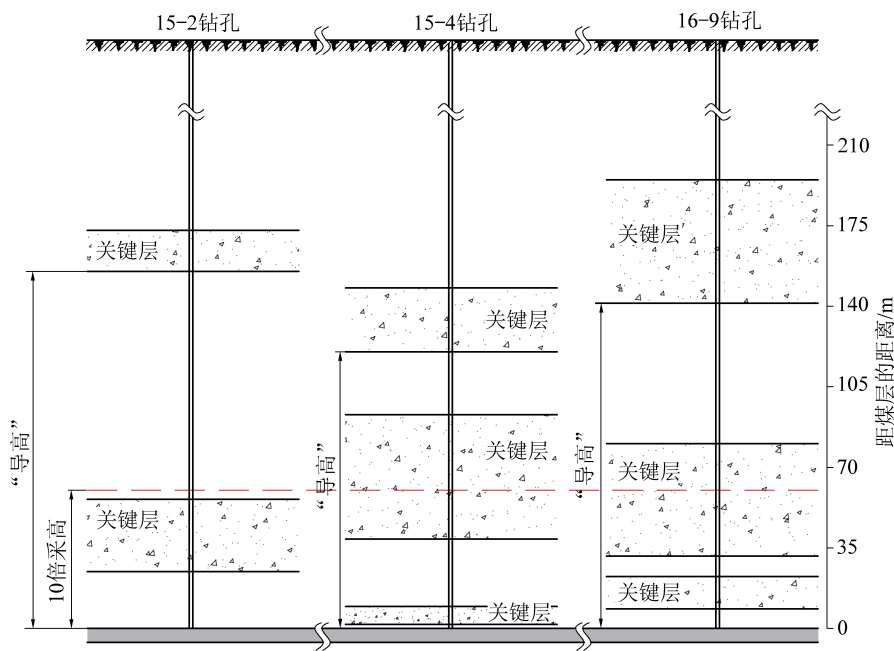 15-2钻孔
15-4钻孔
16-9钻孔
210
关键层
关键层
175
关键层
140
距煤层的距离/m
105
“导高”
“导高”
“导高”
关键层
关键层
70
10倍采高
关键层
35
关键层
关键层
0